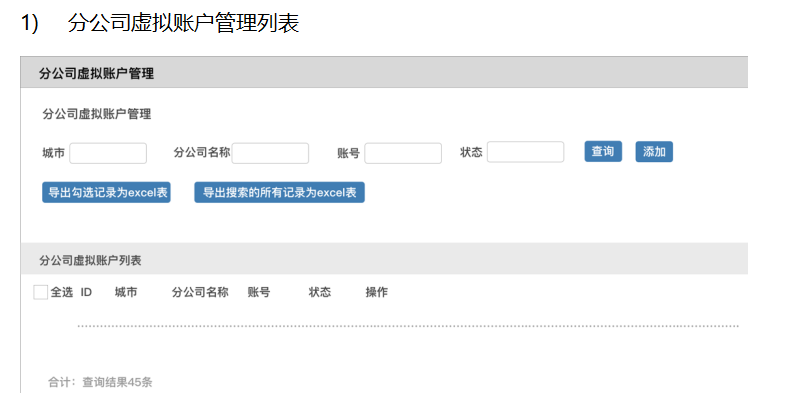 1) 分公司虚拟账户管理列表
分公司虚拟账户管理
分公司虚拟账户管理
城市 分公司名称 账号 状态 查询 添加
导出勾选记录为excel表 导出搜索的所有记录为excel表
分公司虚拟账户列表
全选 ID 城市 分公司名称 账号 状态 操作
合计：查询结果45条